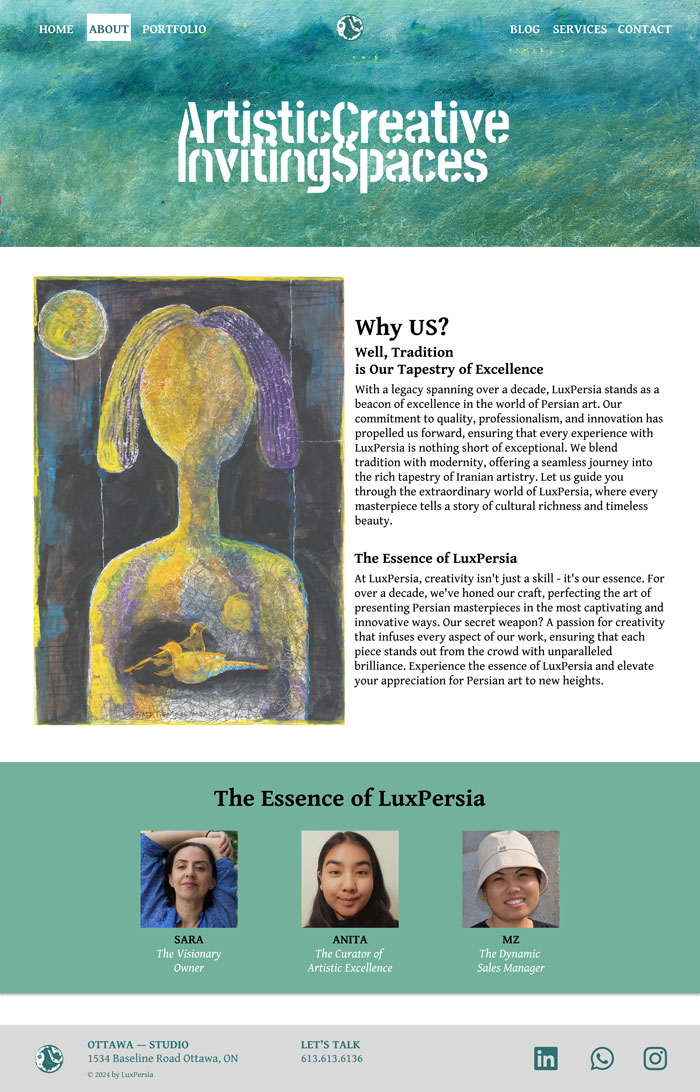 HOME ABOUT PORTFOLIO BLOG SERVICES CONTACT
ArtisticCreative
InvitingSpaces
Why US?
Well, Tradition
is Our Tapestry of Excellence
With a legacy spanning over a decade, LuxPersia stands as a
beacon of excellence in the world of Persian art. Our
commitment to quality, professionalism, and innovation has
propelled us forward, ensuring that every experience with
LuxPersia is nothing short of exceptional. We blend
tradition with modernity, offering a seamless journey into
the rich tapestry of Iranian artistry. Let us guide you
through the extraordinary world of LuxPersia, where every
masterpiece tells a story of cultural richness and timeless
beauty.
The Essence of LuxPersia
At LuxPersia, creativity isn't just a skill - it's our essence. For
over a decade, we've honed our craft, perfecting the art of
presenting Persian masterpieces in the most captivating and
innovative ways. Our secret weapon? A passion for creativity
that infuses every aspect of our work, ensuring that each
piece stands out from the crowd with unparalleled
brilliance. Experience the essence of LuxPersia and elevate
your appreciation for Persian art to new heights.
The Essence of LuxPersia
SARA
The Visionary
Owner
ANITA
The Curator of
Artistic Excellence
MZ
The Dynamic
Sales Manager
OTTAWA — STUDIO
1534 Baseline Road Ottawa, ON
© 2024 by LuxPersia
LET'S TALK
613.613.6136